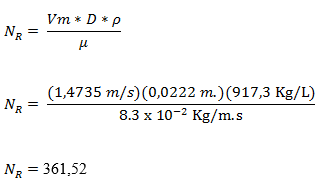 N_R = (Vm * D * ρ) / μ
N_R = ((1,4735 m/s)(0,0222 m.)(917,3 Kg/L)) / (8.3 x 10⁻² Kg/m.s)
N_R = 361,52